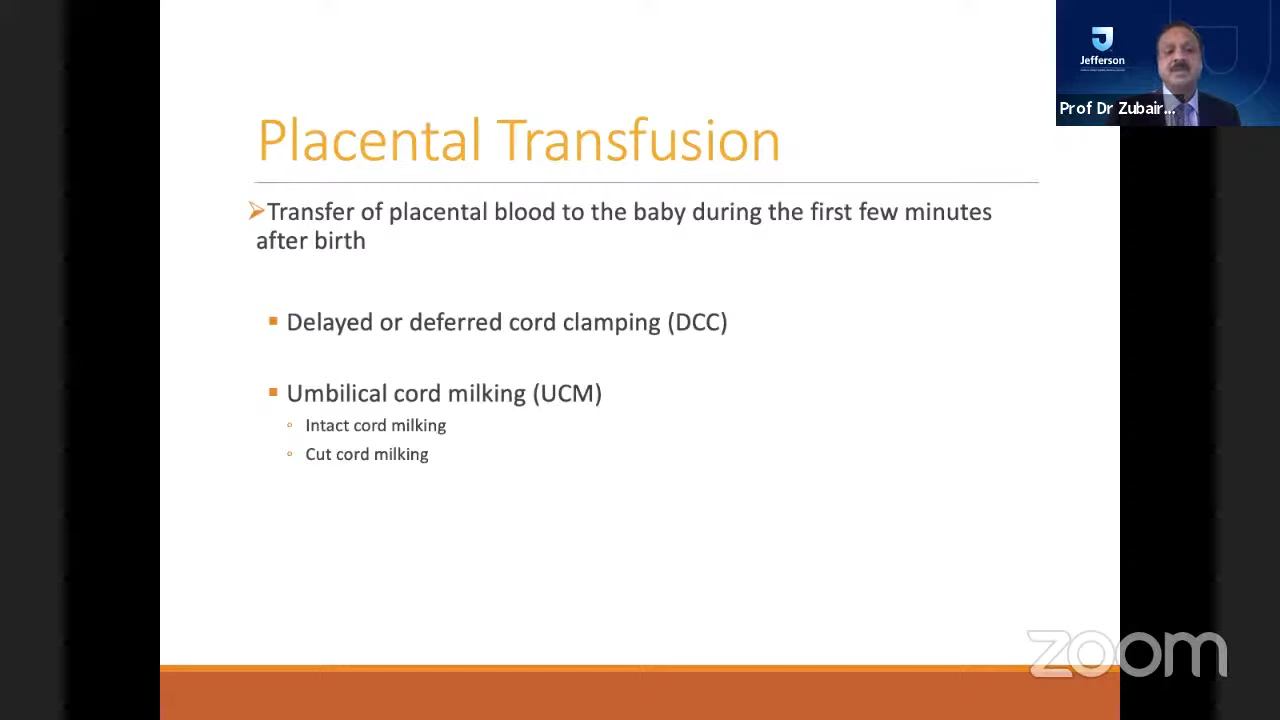 Placental Transfusion
Transfer of placental blood to the baby during the first few minutes
after birth
Delayed or deferred cord clamping (DCC)
Umbilical cord milking (UCM)
Intact cord milking
Cut cord milking
Jefferson
Prof Dr Zubair...
zoom